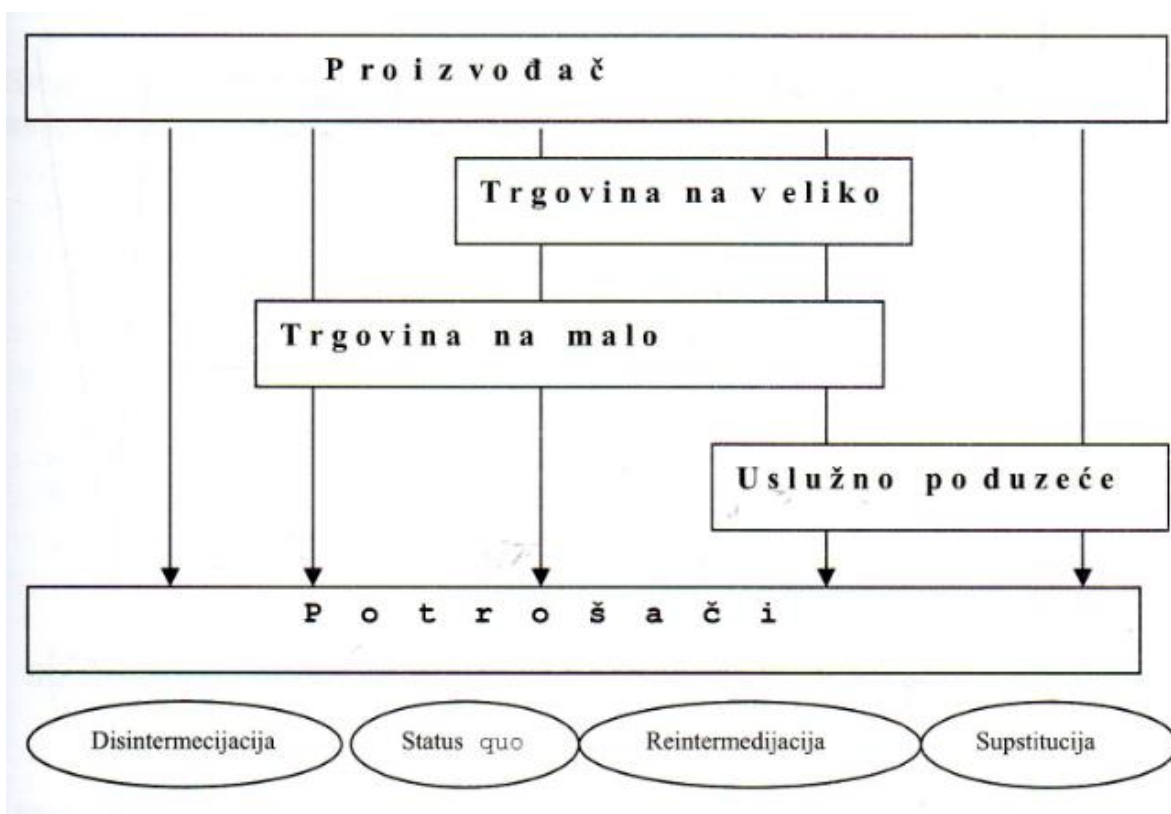 Proizvođač
Trgovina na veliko
Trgovina na malo
Uslužno poduzeće
Potrošači
Disintermecijacija
Status quo
Reintermedijacija
Supstitucija